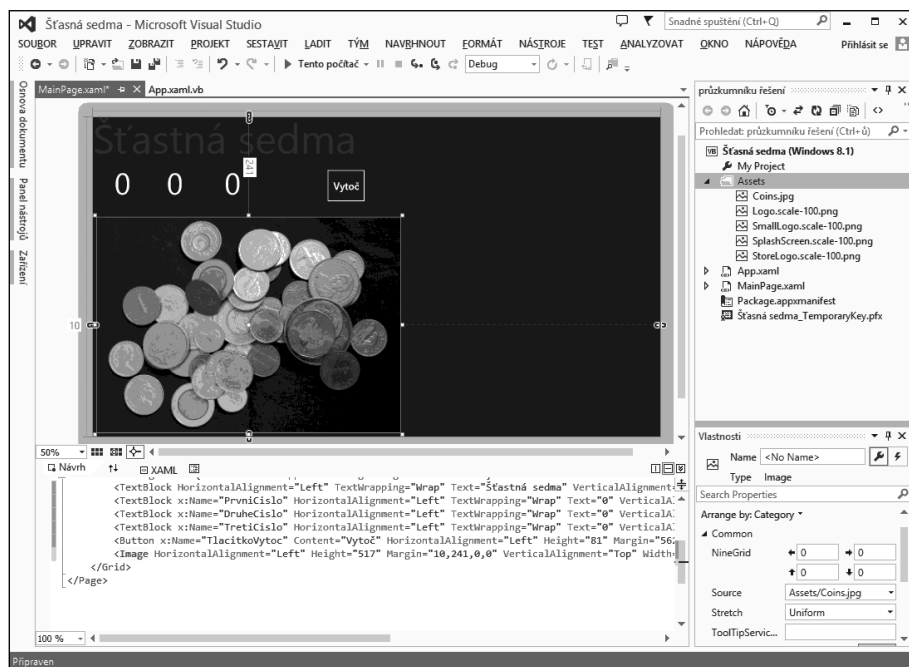 Šťasná sedma - Microsoft Visual Studio
Snadné spuštění (Ctrl+Q)
SOUBOR UPRAVIT ZOBRAZIT PROJEKT SESTAVIT LADIT TÝM NAVRHNOUT FORMÁT NÁSTROJE TEST ANALYZOVAT OKNO NÁPOVĚDA Přihlásit se
Tento počítač Debug
Osnova dokumentu
Panel nástrojů
Zařízení
MainPage.xaml* App.xaml.vb
Šťastná sedma
0 0 0
241
Vytoč
10
50%
Návrh XAML
<TextBlock HorizontalAlignment="Left" TextWrapping="Wrap" Text="Šťastná sedma" VerticalAlignment=
<TextBlock x:Name="PrvniCislo" HorizontalAlignment="Left" TextWrapping="Wrap" Text="0" VerticalAl
<TextBlock x:Name="DruheCislo" HorizontalAlignment="Left" TextWrapping="Wrap" Text="0" VerticalAl
<TextBlock x:Name="TretiCislo" HorizontalAlignment="Left" TextWrapping="Wrap" Text="0" VerticalAl
<Button x:Name="TlacitkoVytoc" Content="Vytoč" HorizontalAlignment="Left" Height="81" Margin="562
<Image HorizontalAlignment="Left" Height="517" Margin="10,241,0,0" VerticalAlignment="Top" Width=
</Grid>
</Page>
100 %
Připraven
průzkumníku řešení
Prohledat: průzkumníku řešení (Ctrl+ů)
Šťasná sedma (Windows 8.1)
My Project
Assets
Coins.jpg
Logo.scale-100.png
SmallLogo.scale-100.png
SplashScreen.scale-100.png
StoreLogo.scale-100.png
App.xaml
MainPage.xaml
Package.appxmanifest
Šťasná sedma_TemporaryKey.pfx
Vlastnosti
Name <No Name>
Type Image
Search Properties
Arrange by: Category
Common
NineGrid 0 0
0 0
Source Assets/Coins.jpg
Stretch Uniform
ToolTipServic...